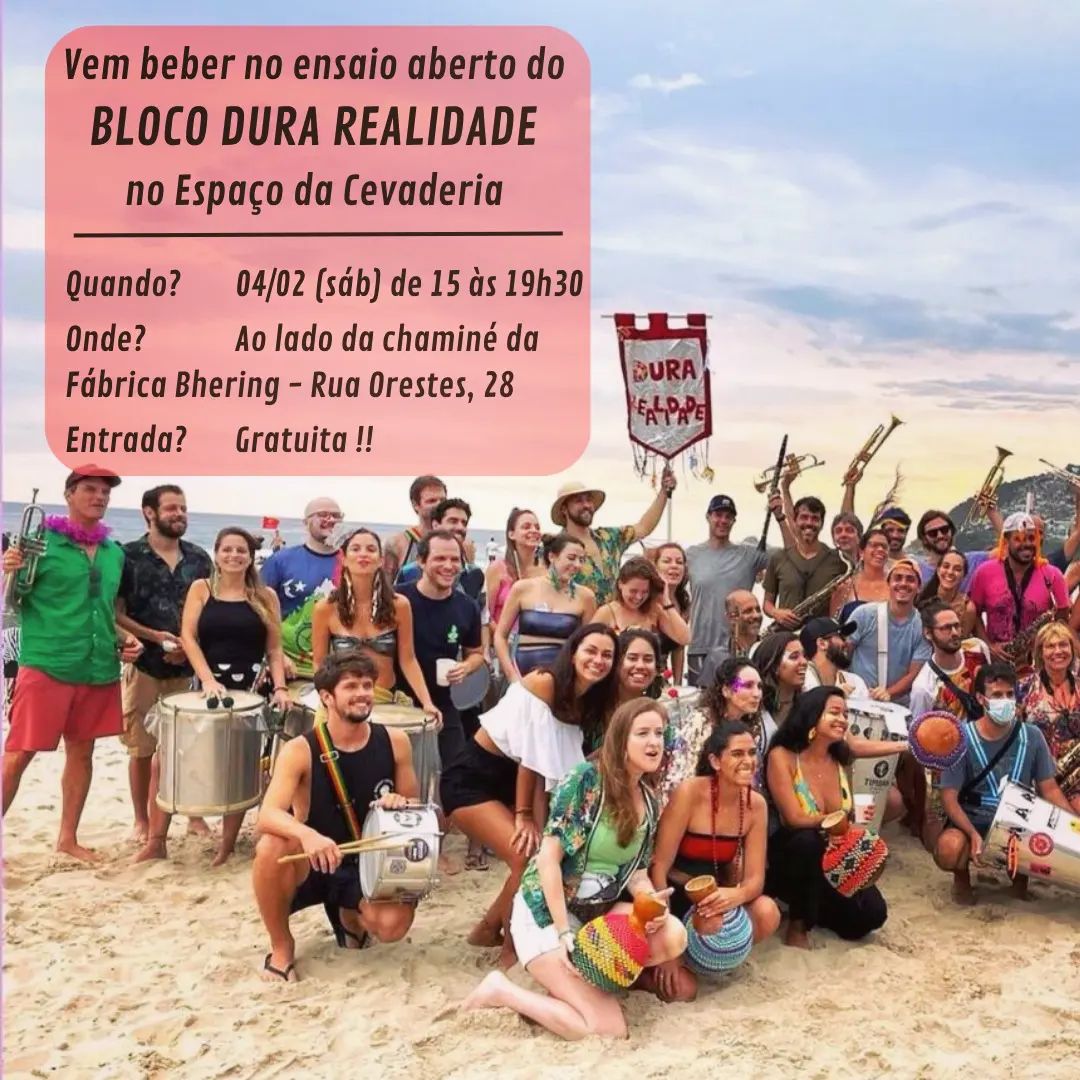 Vem beber no ensaio aberto do
BLOCO DURA REALIDADE
no Espaço da Cevaderia
Quando? 04/02 (sáb) de 15 às 19h30
Onde? Ao lado da chaminé da
Fábrica Bhering - Rua Orestes, 28
Entrada? Gratuita !!
DURA
REALIDADE